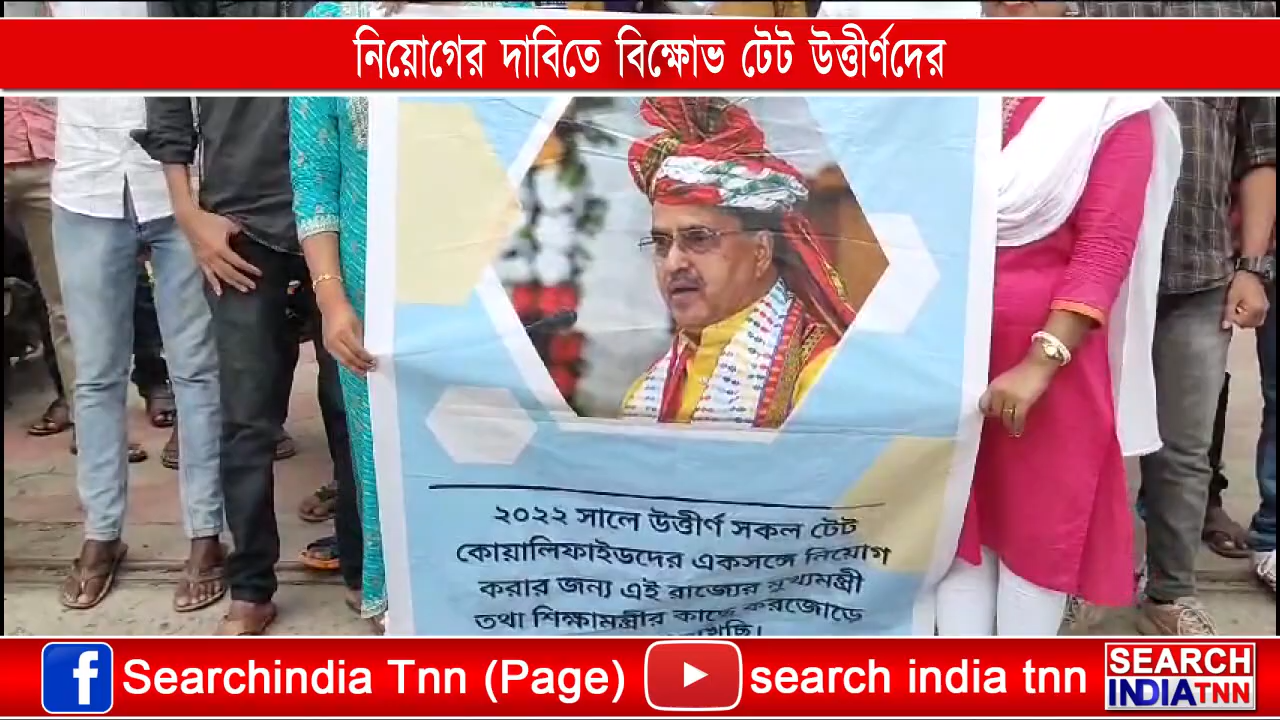 নিয়োগের দাবিতে বিক্ষোভ টেট উত্তীর্ণদের
২০২২ সালে উত্তীর্ণ সকল টেট
কোয়ালিফাইডদের একসঙ্গে নিয়োগ
করার জন্য এই রাজ্যের মুখ্যমন্ত্রী
তথা শিক্ষামন্ত্রীর কাছে করজোড়ে
Searchindia Tnn (Page)
search india tnn
SEARCH
INDIATNN